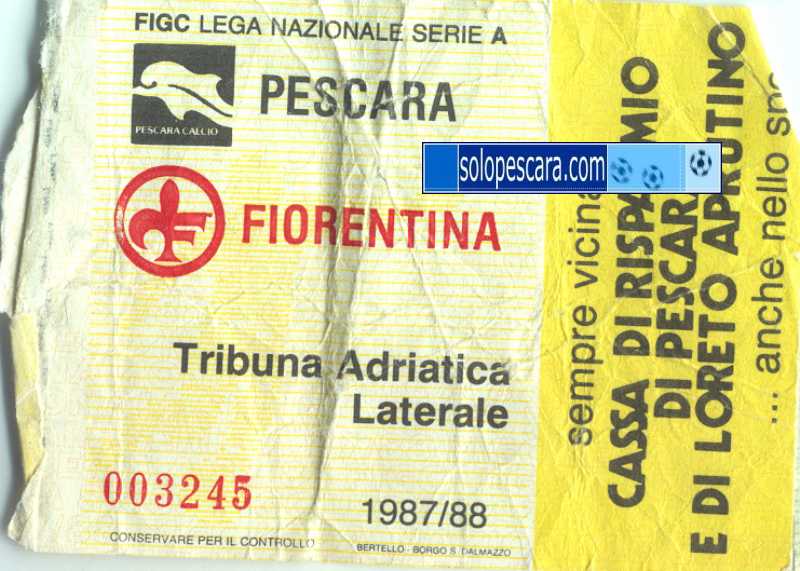 FIGC LEGA NAZIONALE SERIE A
PESCARA CALCIO
PESCARA
solopescara.com
FIORENTINA
Tribuna Adriatica
Laterale
003245
1987/88
CONSERVARE PER IL CONTROLLO
BERTELLO - BORGO S. DALMAZZO
sempre vicina
CASSA DI RISPARMIO
DI PESCARA
E DI LORETO APRUTINO
... anche nello